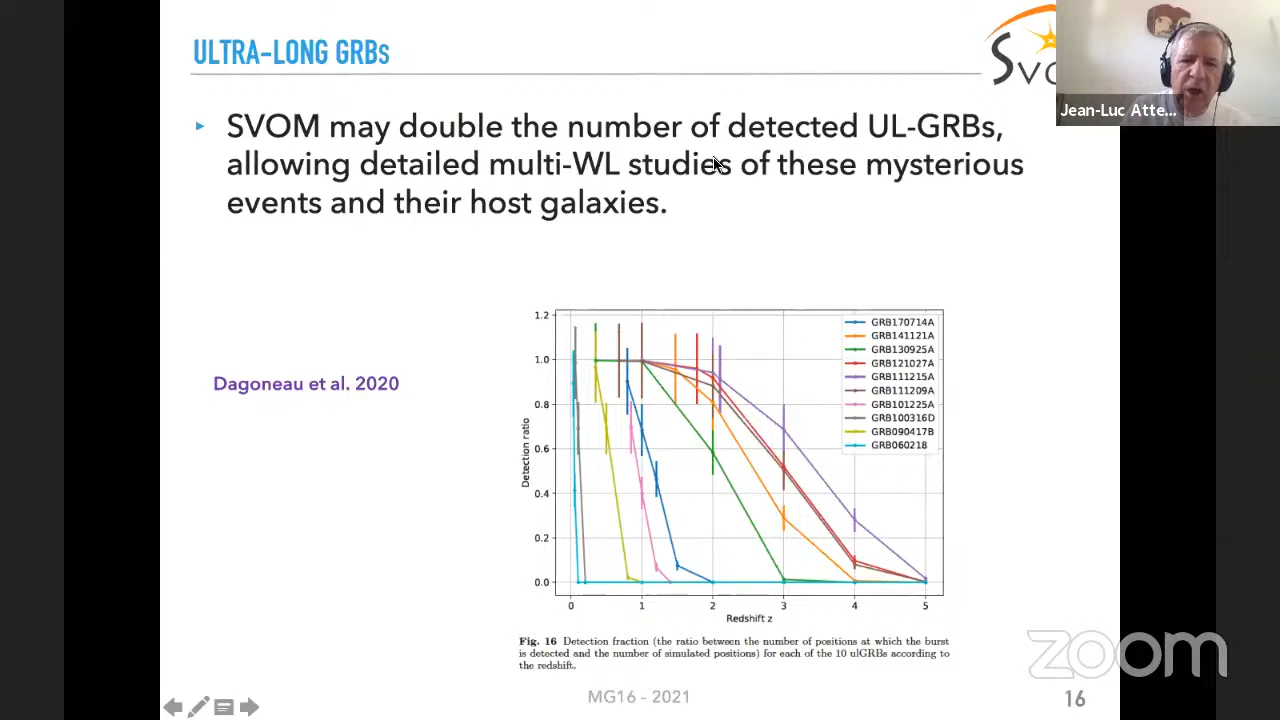 ULTRA-LONG GRBs
Jean-Luc Atte...
SVOM may double the number of detected UL-GRBs,
allowing detailed multi-WL studies of these mysterious
events and their host galaxies.
Dagoneau et al. 2020
Detection ratio
1.2
1.0
0.8
0.6
0.4
0.2
0.0
GRB170714A
GRB141121A
GRB130925A
GRB121027A
GRB111215A
GRB111209A
GRB101225A
GRB100316D
GRB090417B
GRB060218
0 1 2 3 4 5
Redshift z
Fig. 16 Detection fraction (the ratio between the number of positions at which the burst
is detected and the number of simulated positions) for each of the 10 ulGRBs according to
the redshift.
zoom
MG16 - 2021
16